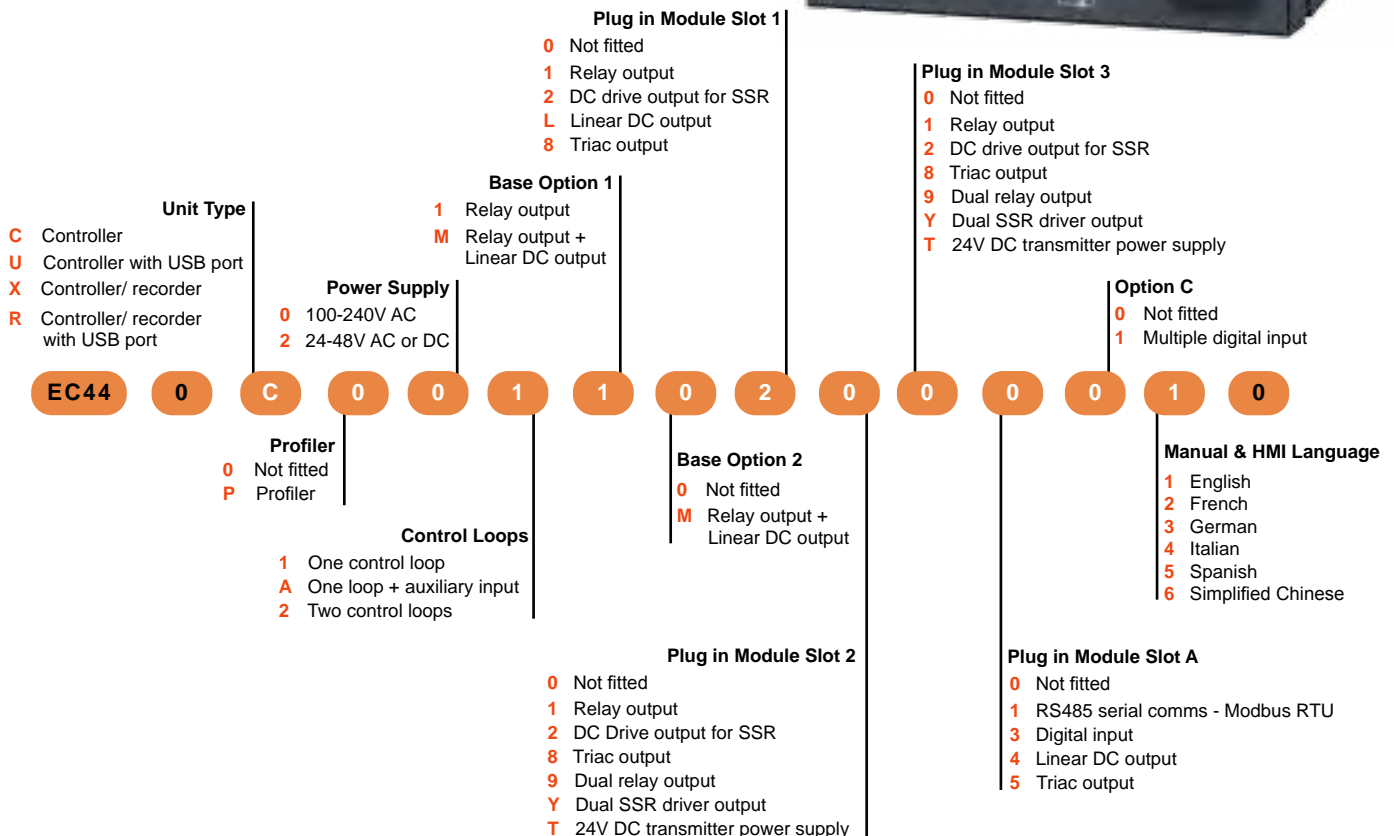 Plug in Module Slot 1
0 Not fitted
1 Relay output
2 DC drive output for SSR
L Linear DC output
8 Triac output
Plug in Module Slot 3
0 Not fitted
1 Relay output
2 DC drive output for SSR
8 Triac output
9 Dual relay output
Y Dual SSR driver output
T 24V DC transmitter power supply
Base Option 1
1 Relay output
M Relay output +
Linear DC output
Unit Type
C Controller
U Controller with USB port
X Controller/ recorder
R Controller/ recorder
with USB port
Power Supply
0 100-240V AC
2 24-48V AC or DC
Option C
0 Not fitted
1 Multiple digital input
EC44 0 C 0 0 1 1 0 2 0 0 0 0 1 0
Profiler
0 Not fitted
P Profiler
Control Loops
1 One control loop
A One loop + auxiliary input
2 Two control loops
Base Option 2
0 Not fitted
M Relay output +
Linear DC output
Manual & HMI Language
1 English
2 French
3 German
4 Italian
5 Spanish
6 Simplified Chinese
Plug in Module Slot 2
0 Not fitted
1 Relay output
2 DC Drive output for SSR
8 Triac output
9 Dual relay output
Y Dual SSR driver output
T 24V DC transmitter power supply
Plug in Module Slot A
0 Not fitted
1 RS485 serial comms - Modbus RTU
3 Digital input
4 Linear DC output
5 Triac output